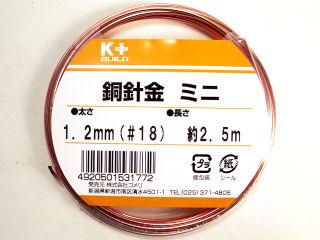 K+
BUILD
銅針金 ミニ
●太さ ●長さ
1.2mm(#18) 約2.5m
プラ 紙
個包装 シール
4920501531772
発売元 株式会社コメリ
新潟県新潟市南区清水4501-1 TEL(025)371-4805